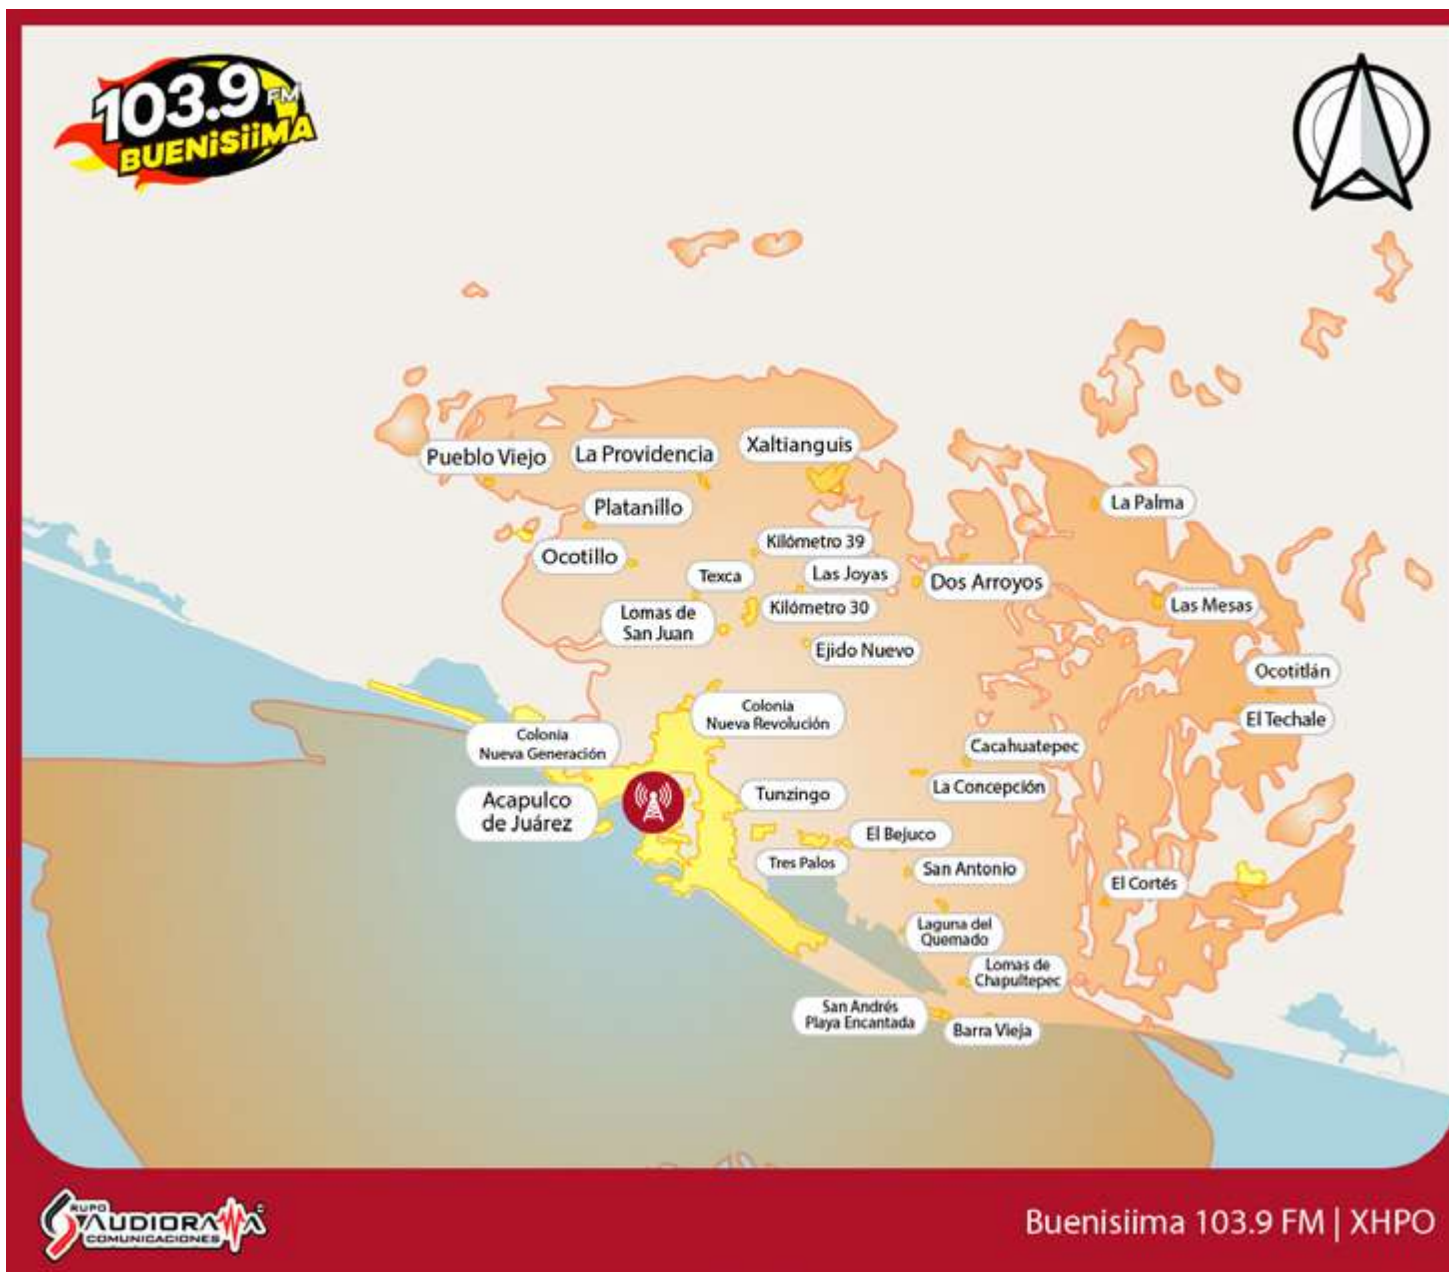 103.9 FM
BUENiSiiMA
Xaltianguis
La Providencia
Pueblo Viejo
La Palma
Platanillo
Kilómetro 39
Ocotillo
Las Joyas
Texca
Dos Arroyos
Las Mesas
Kilómetro 30
Lomas de
San Juan
Ejido Nuevo
Ocotitlán
Colonia
Nueva Revolución
El Techale
Colonia
Nueva Generación
Cacahuatepec
La Concepción
Tunzingo
Acapulco
de Juárez
El Bejuco
Tres Palos
San Antonio
El Cortés
Laguna del
Quemado
Lomas de
Chapultepec
San Andrés
Playa Encantada
Barra Vieja
GRUPO
AUDIORAMA
COMUNICACIONES
Buenisiima 103.9 FM | XHPO